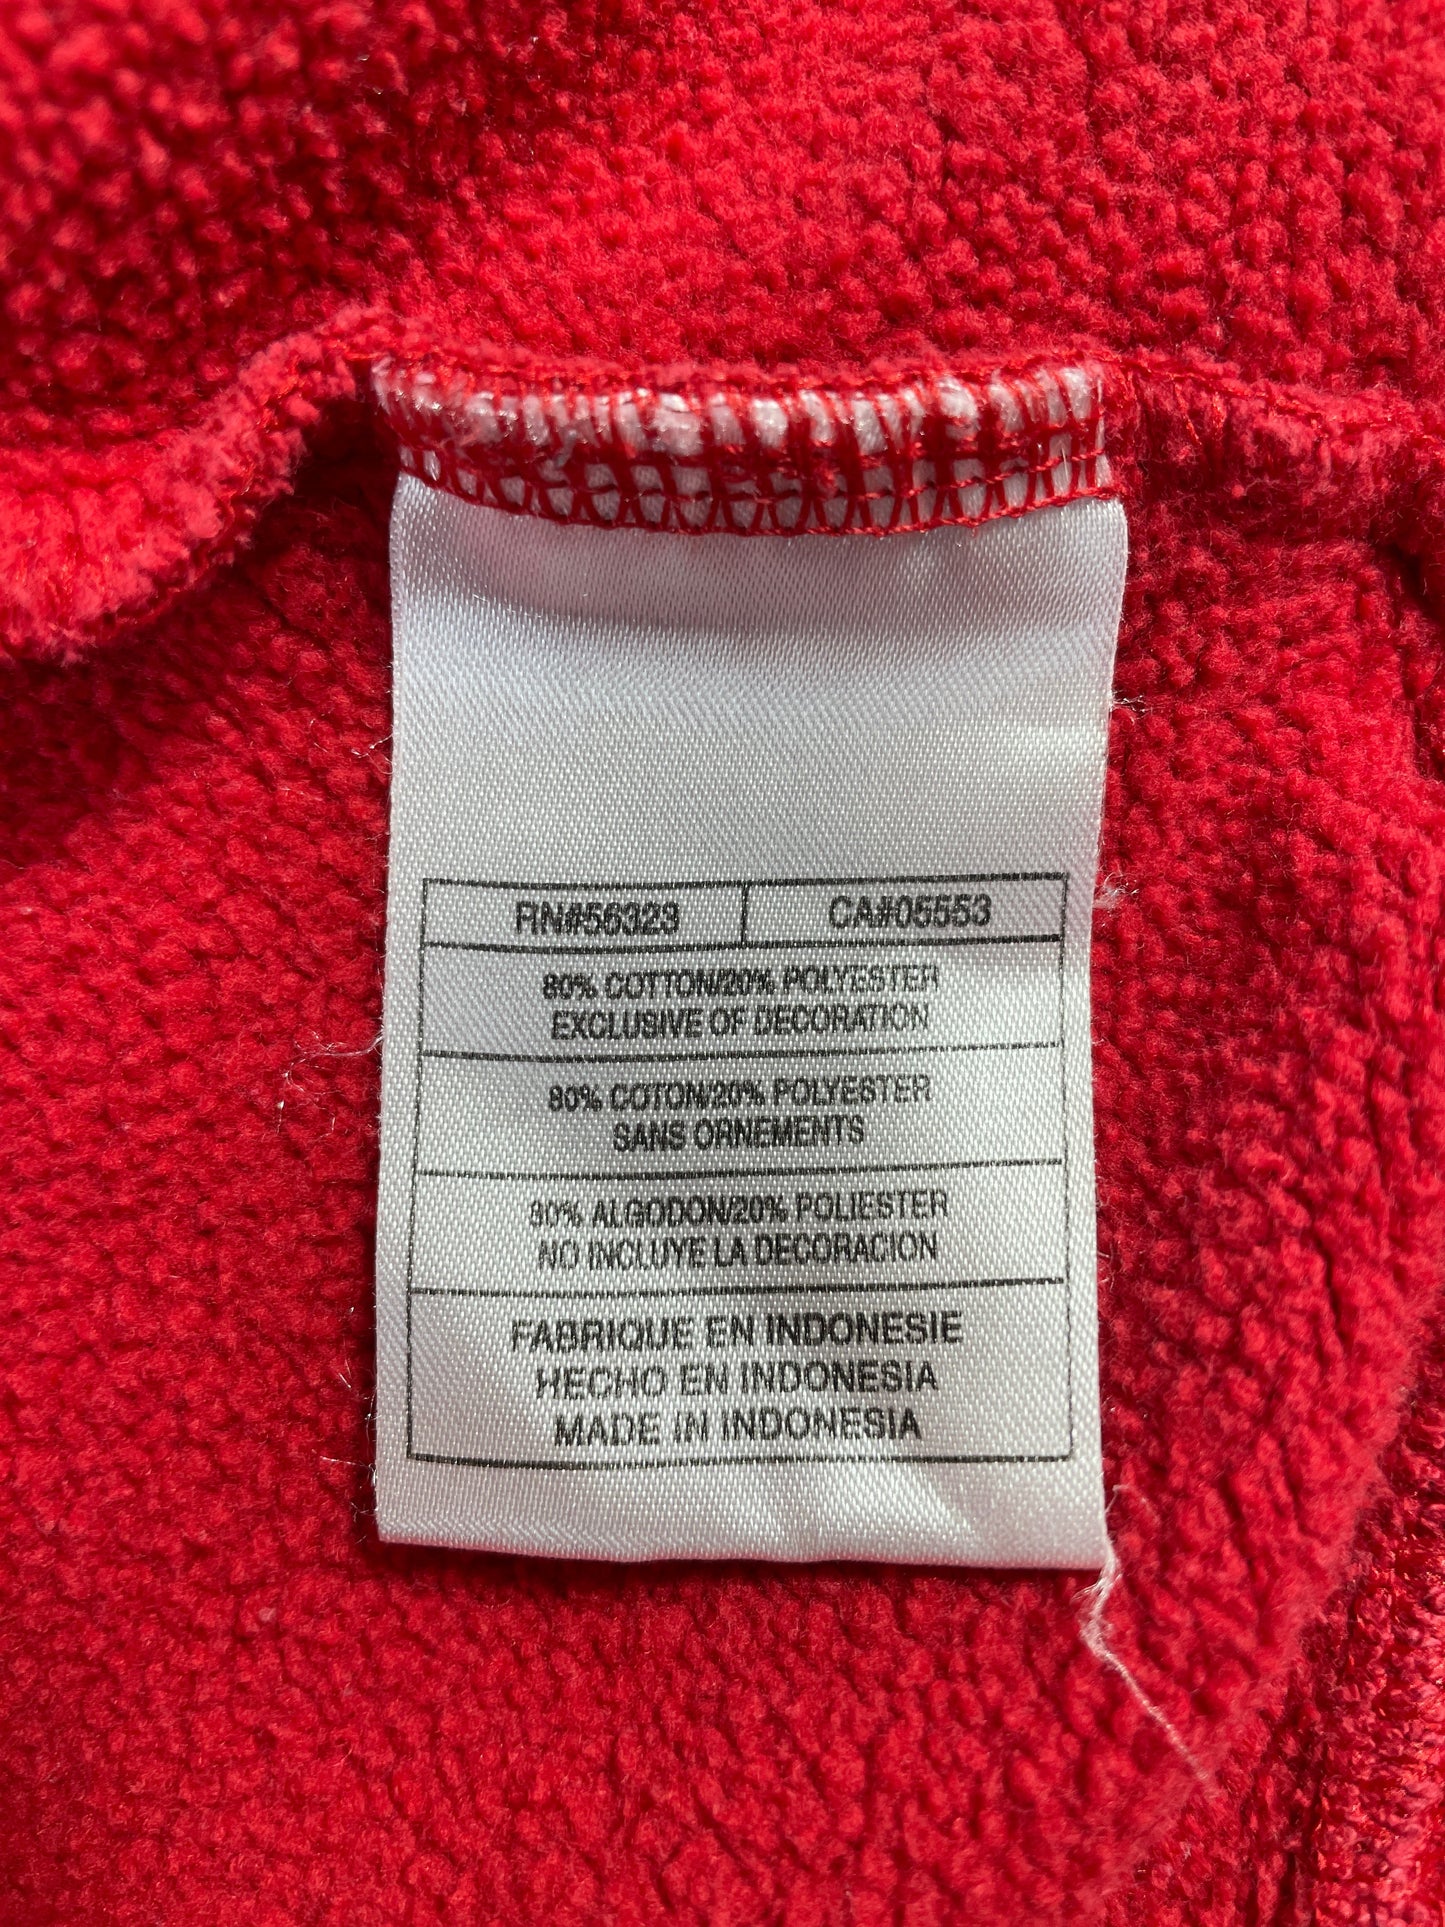 RN#56323 CA#05553
80% COTTON/20% POLYESTER
EXCLUSIVE OF DECORATION
80% COTON/20% POLYESTER
SANS ORNEMENTS
80% ALGODON/20% POLIESTER
NO INCLUYE LA DECORACION
FABRIQUE EN INDONESIE
HECHO EN INDONESIA
MADE IN INDONESIA